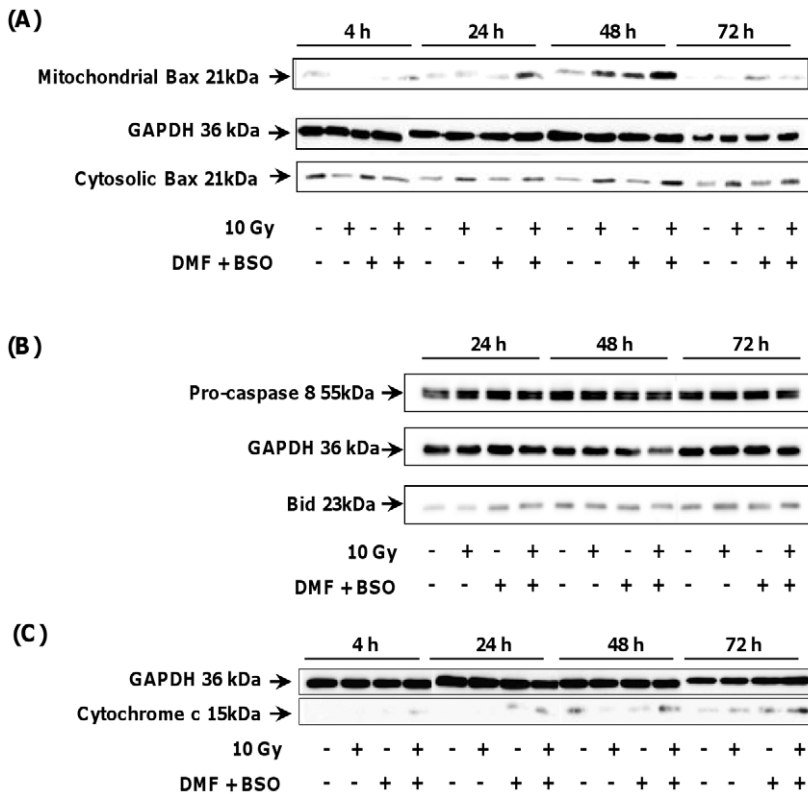 (A)
4 h 24 h 48 h 72 h
Mitochondrial Bax 21kDa
GAPDH 36 kDa
Cytosolic Bax 21kDa
10 Gy - + - + - + - + - + - + - + - +
DMF +BSO - - + + - - + + - - + + - - + +
(B)
24 h 48 h 72 h
Pro-caspase 8 55kDa
GAPDH 36 kDa
Bid 23kDa
10 Gy - + - + - + - + - + - +
DMF +BSO - - + + - - + + - - + +
(C)
4 h 24 h 48 h 72 h
GAPDH 36 kDa
Cytochrome c 15kDa
10 Gy - + - + - + - + - + - + - + - +
DMF +BSO - - + + - - + + - - + + - - + +